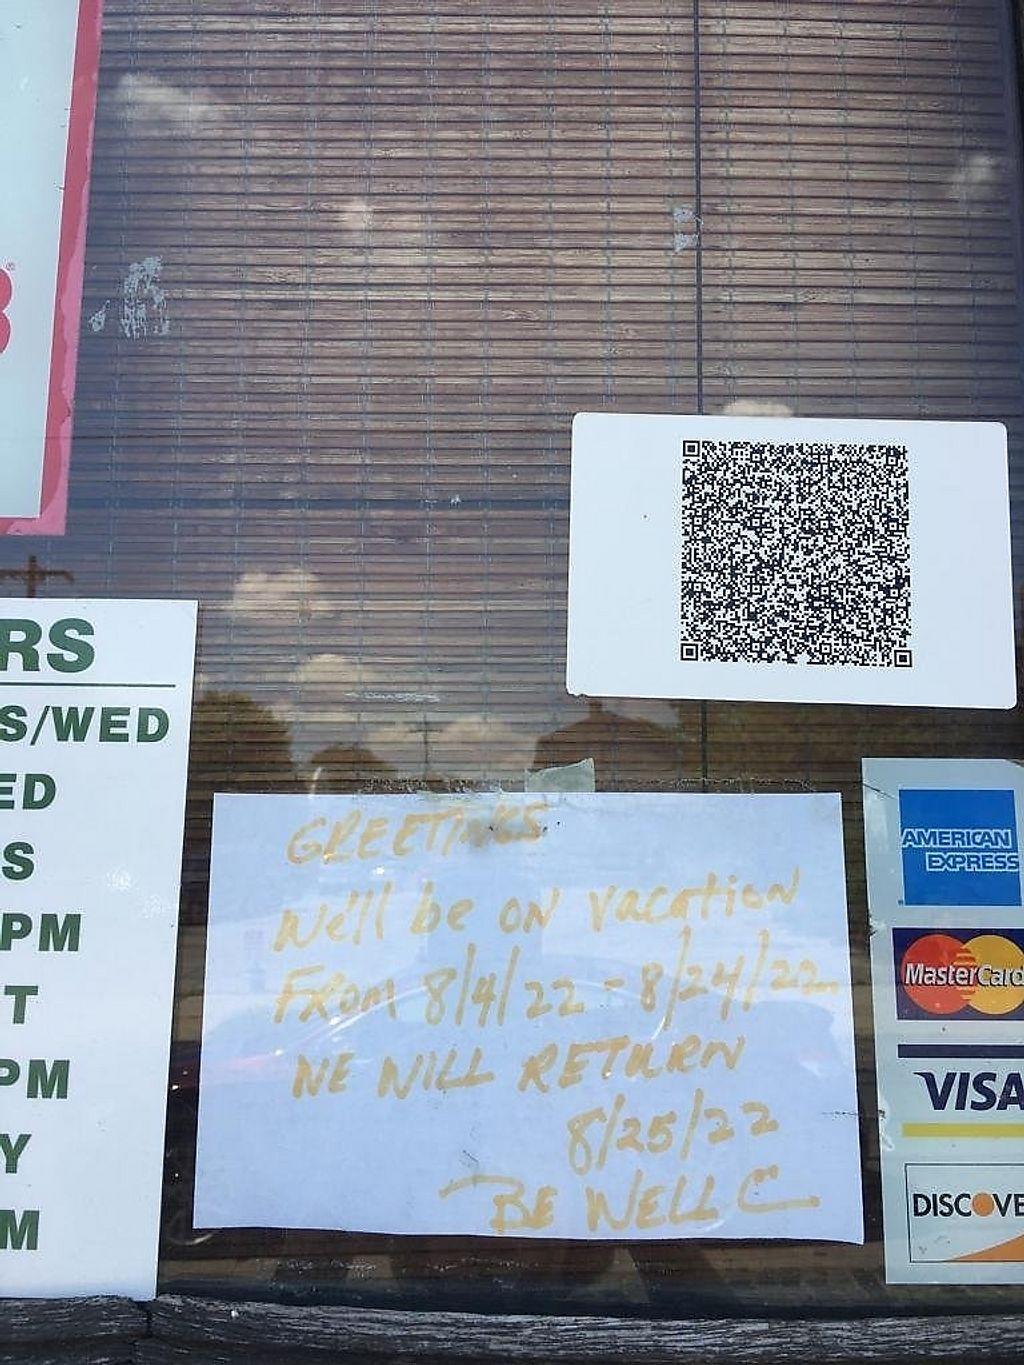 RS
S/WED
ED
S
PM
T
PM
Y
M
GREETINGS
We'll be ON vacation
FROM 8/4/22 - 8/24/22
WE WILL RETURN
8/25/22
BE WELL C
AMERICAN
EXPRESS
MasterCard
VISA
DISCOVE